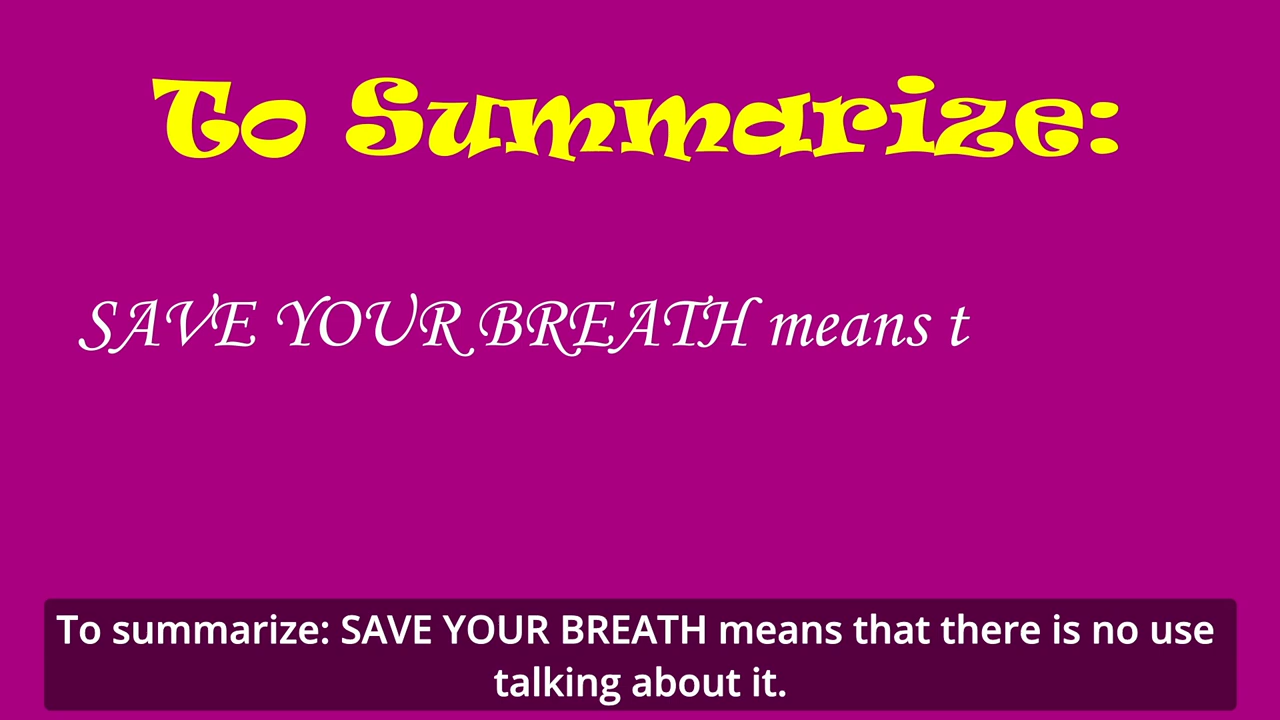 To Summarize:
SAVE YOUR BREATH means t
To summarize: SAVE YOUR BREATH means that there is no use
talking about it.